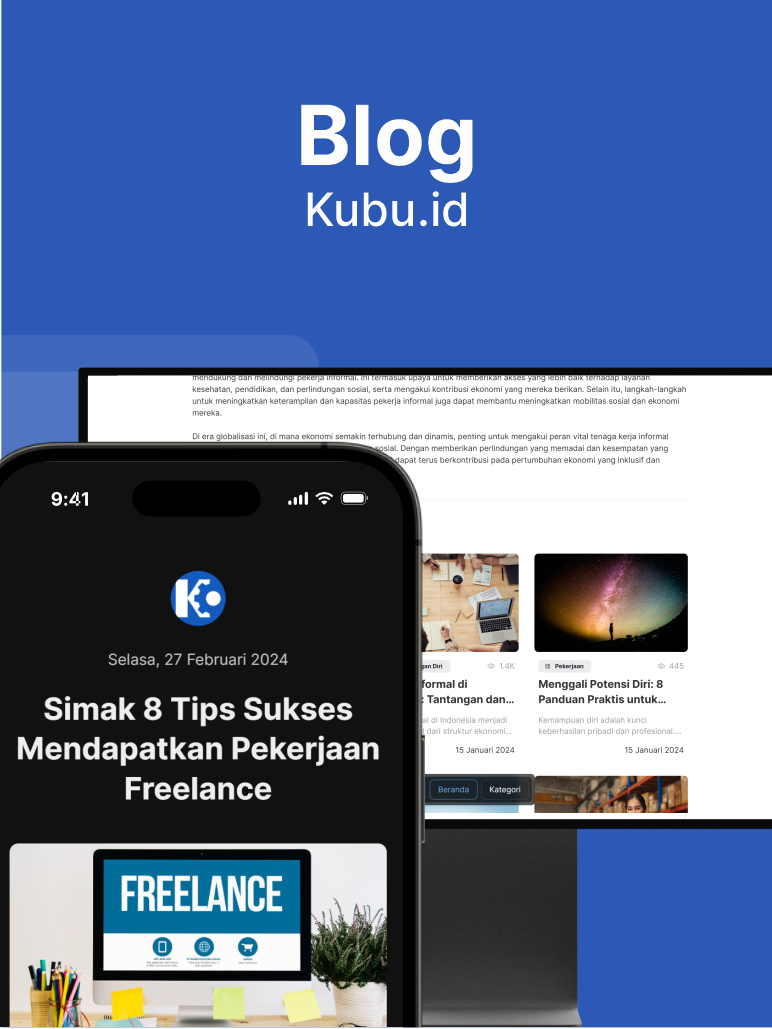 Blog
Kubu.id
mendukung dan melindungi pekerja informal. Ini termasuk upaya untuk memberikan akses yang lebih baik terhadap layanan
kesehatan, pendidikan, dan perlindungan sosial, serta mengakui kontribusi ekonomi yang mereka berikan. Selain itu, langkah-langkah
untuk meningkatkan keterampilan dan kapasitas pekerja informal juga dapat membantu meningkatkan mobilitas sosial dan ekonomi
mereka.
Di era globalisasi ini, di mana ekonomi semakin terhubung dan dinamis, penting untuk mengakui peran vital tenaga kerja informal
sosial. Dengan memberikan perlindungan yang memadai dan kesempatan yang
dapat terus berkontribusi pada pertumbuhan ekonomi yang inklusif dan
9:41
Selasa, 27 Februari 2024
Simak 8 Tips Sukses
Mendapatkan Pekerjaan
Freelance
FREELANCE
gan Diri
1.4K
formal di
: Tantangan dan...
al di Indonesia menjadi
dari struktur ekonomi...
15 Januari 2024
Pekerjaan
445
Menggali Potensi Diri: 8
Panduan Praktis untuk...
Kemampuan diri adalah kunci
keberhasilan pribadi dan profesional....
15 Januari 2024
Beranda
Kategori